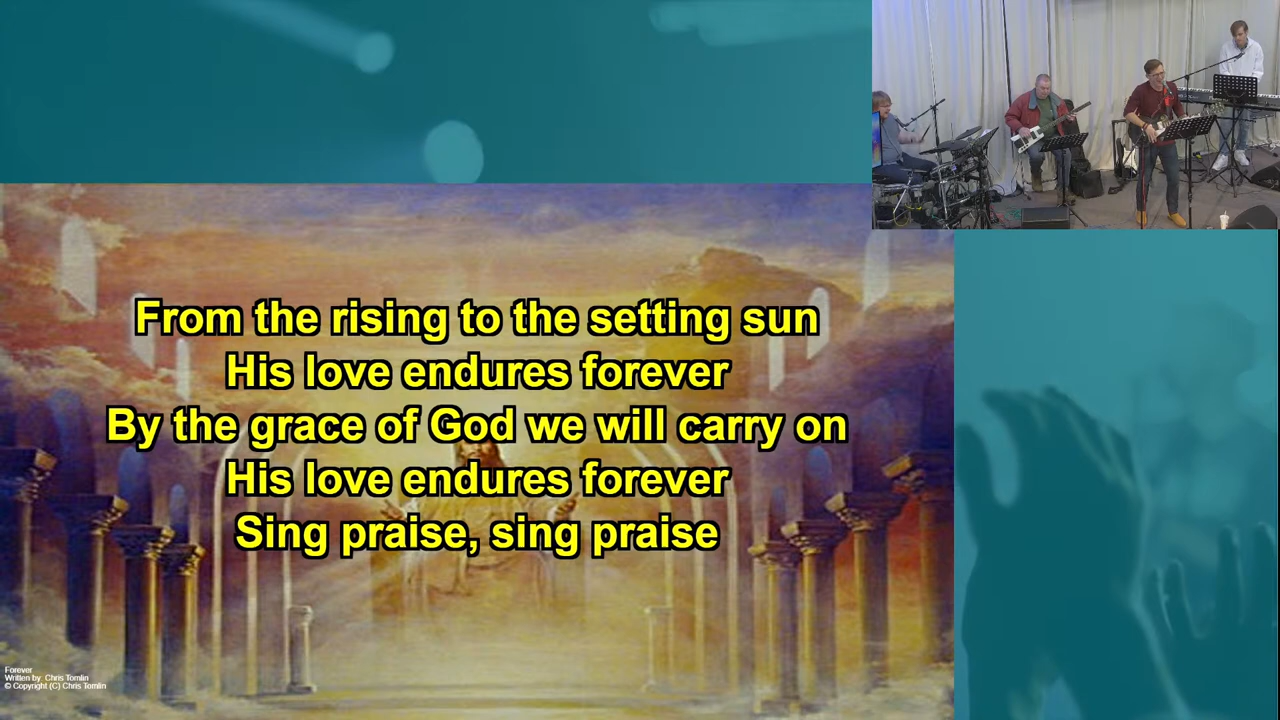 From the rising to the setting sun
His love endures forever
By the grace of God we will carry on
His love endures forever
Sing praise, sing praise
Forever
Written by: Chris Tomlin
© Copyright (C) Chris Tomlin